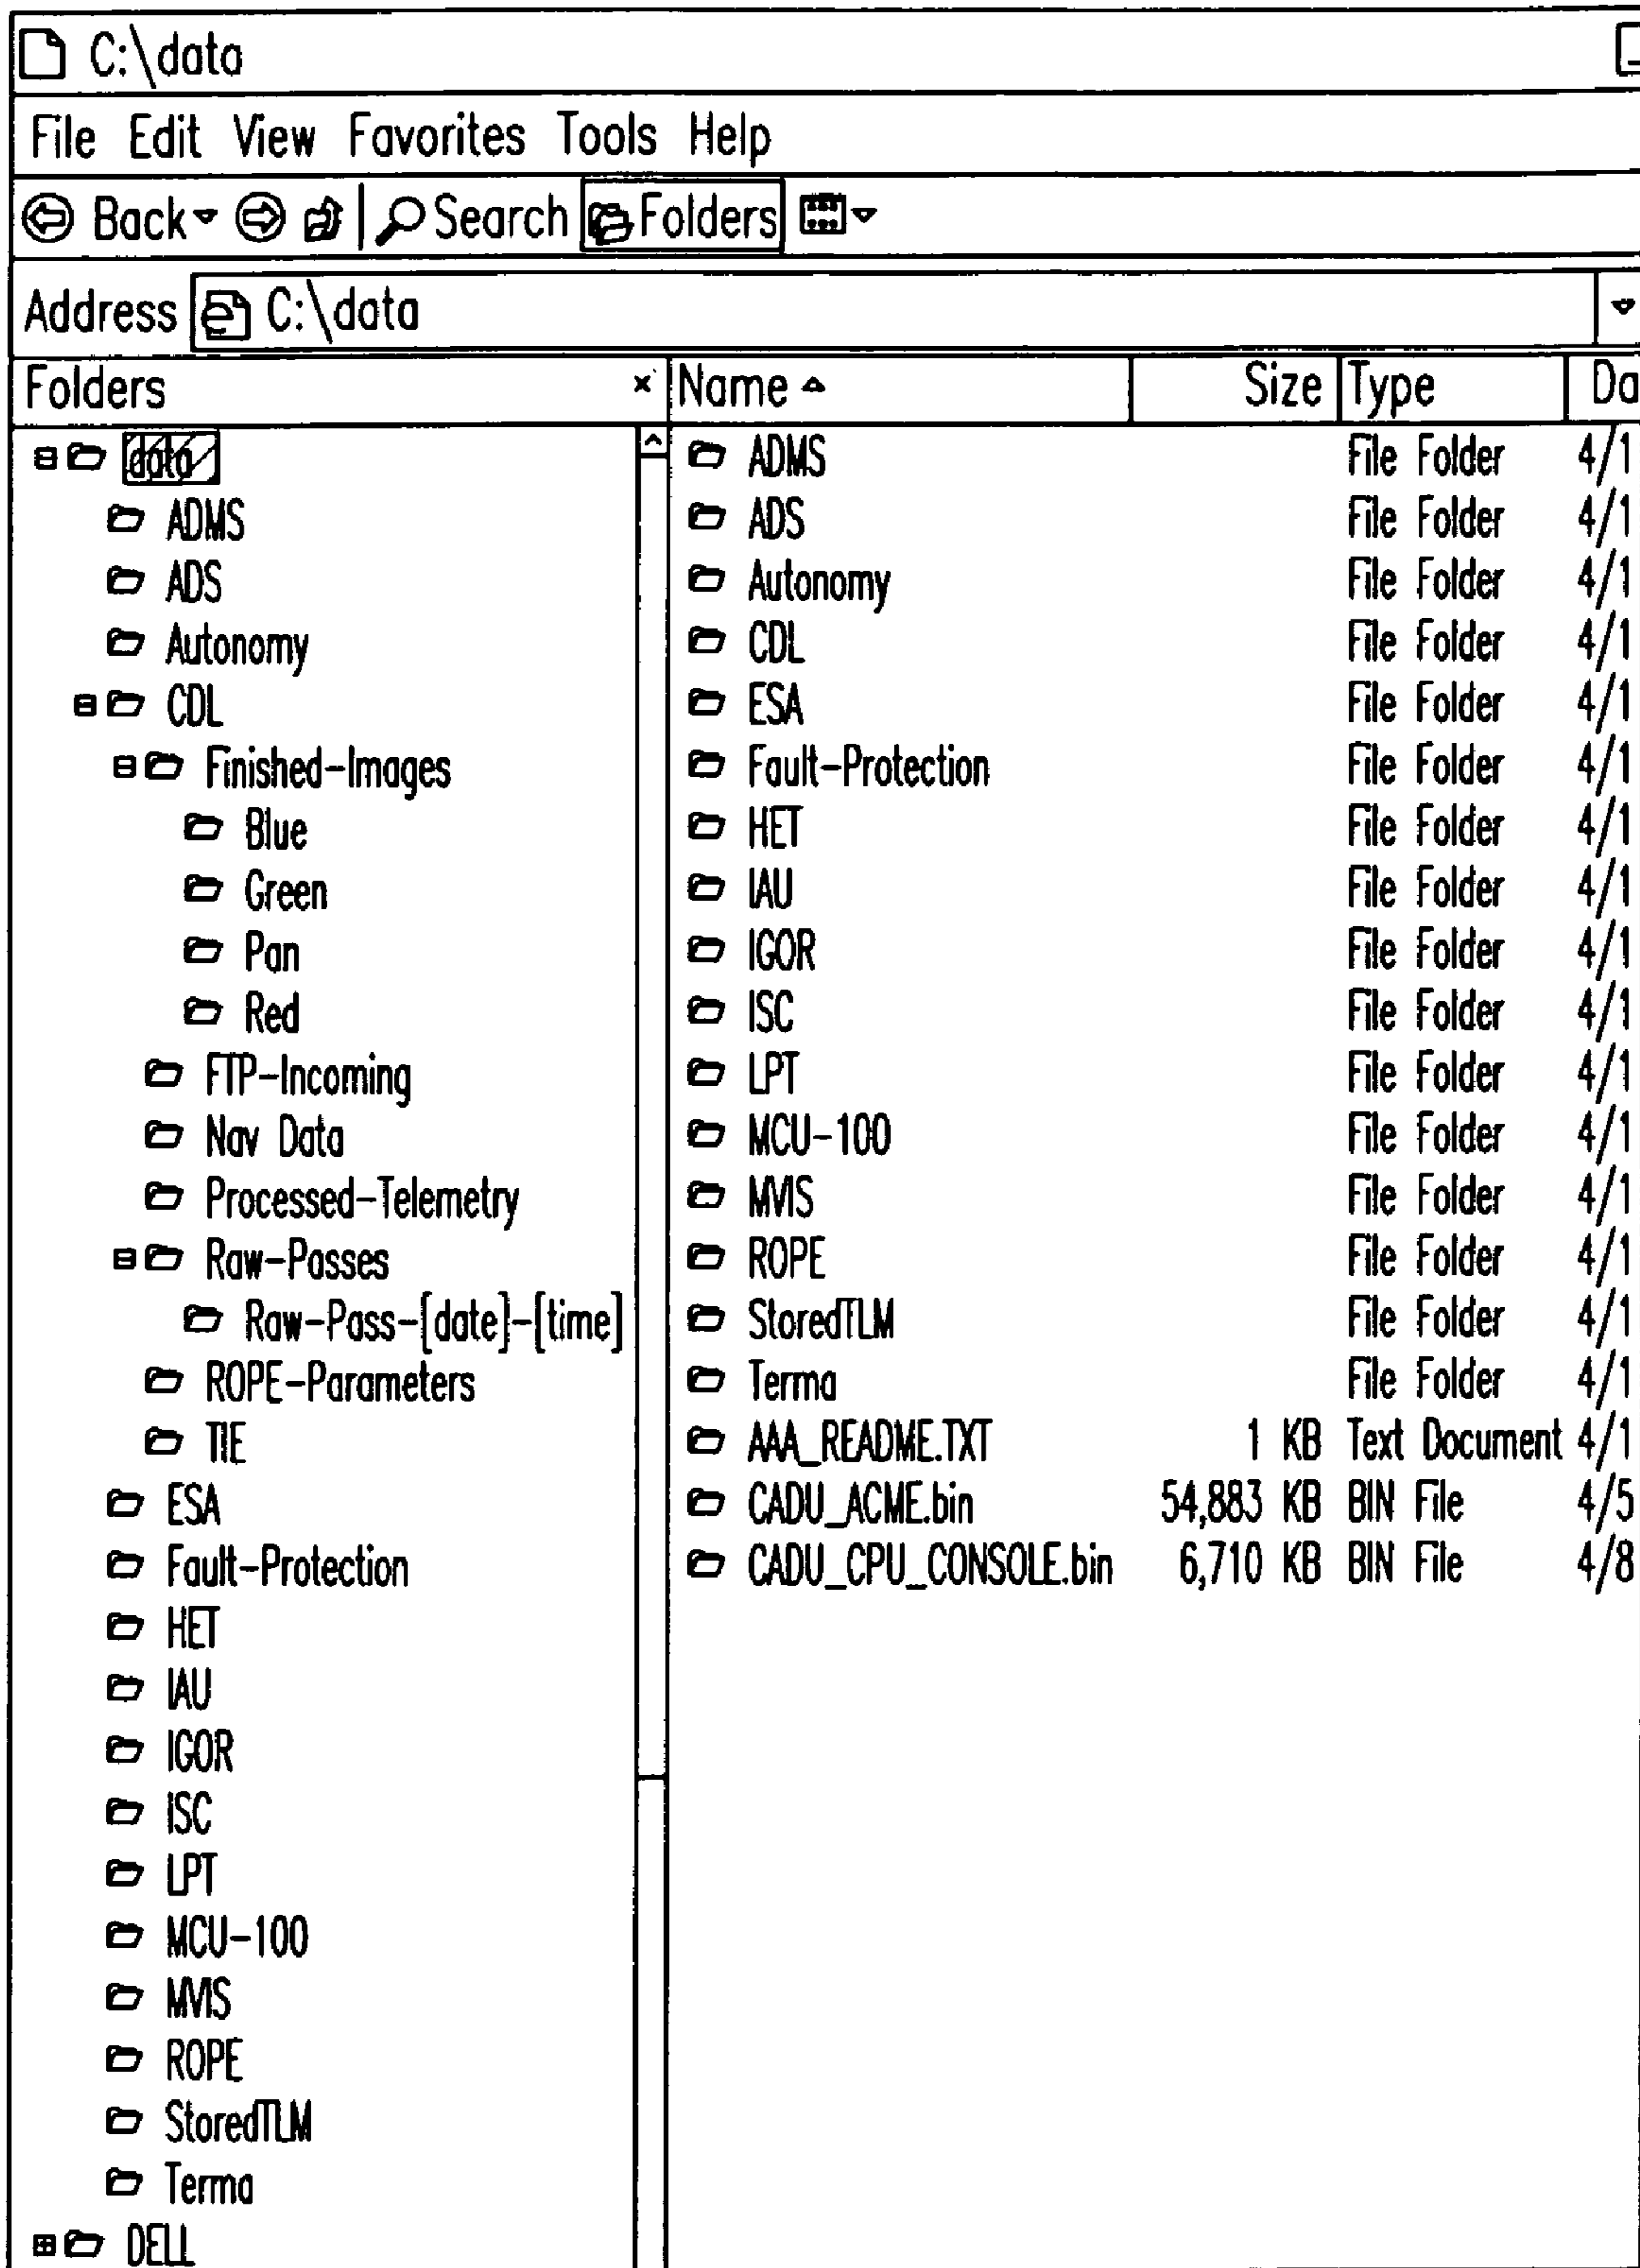 C:\data
File Edit View Favorites Tools Help
Back Search Folders
Address C:\data
Folders x Name Size Type Da
data
ADMS
ADS
Autonomy
CDL
Finished-Images
Blue
Green
Pan
Red
FTP-Incoming
Nav Data
Processed-Telemetry
Raw-Passes
Raw-Pass-[date]-[time]
ROPE-Parameters
TIE
ESA
Fault-Protection
HET
IAU
IGOR
ISC
LPT
MCU-100
MVIS
ROPE
StoredTLM
Terma
DELL
ADMS File Folder 4/1
ADS File Folder 4/1
Autonomy File Folder 4/1
CDL File Folder 4/1
ESA File Folder 4/1
Fault-Protection File Folder 4/1
HET File Folder 4/1
IAU File Folder 4/1
IGOR File Folder 4/1
ISC File Folder 4/1
LPT File Folder 4/1
MCU-100 File Folder 4/1
MVIS File Folder 4/1
ROPE File Folder 4/1
StoredTLM File Folder 4/1
Terma File Folder 4/1
AAA_README.TXT 1 KB Text Document 4/1
CADU_ACME.bin 54,883 KB BIN File 4/5
CADU_CPU_CONSOLE.bin 6,710 KB BIN File 4/8